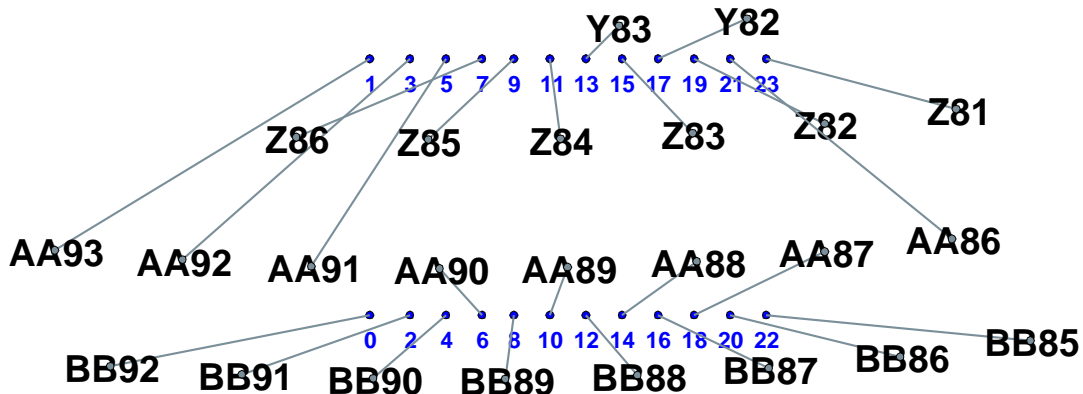 Y83 Y82
1 3 5 7 9 11 13 15 17 19 21 23
Z86 Z85 Z84 Z83 Z82 Z81
AA93 AA92 AA91 AA90 AA89 AA88 AA87 AA86
0 2 4 6 8 10 12 14 16 18 20 22
BB92 BB91 BB90 BB89 BB88 BB87 BB86 BB85